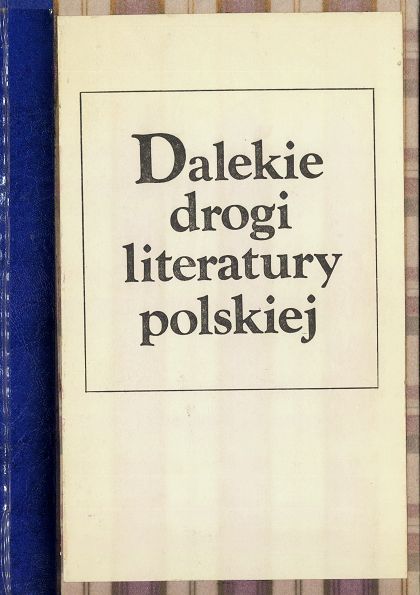 Dalekie
drogi
literatury
polskiej